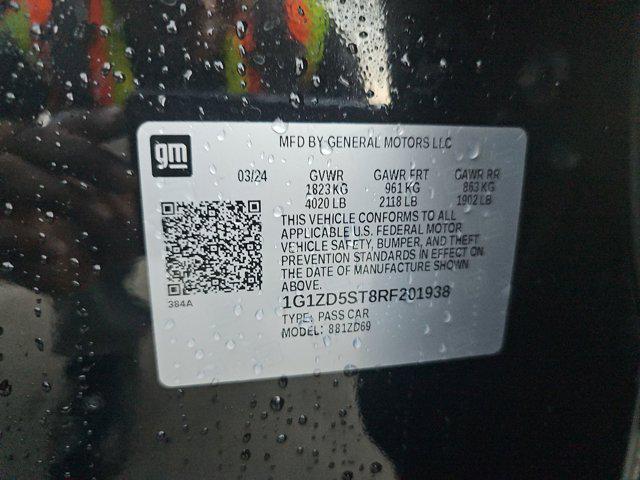 gm
MFD BY GENERAL MOTORS LLC
03/24 GVWR GAWR FRT GAWR RR
1823 KG 961 KG 863 KG
4020 LB 2118 LB 1902 LB
THIS VEHICLE CONFORMS TO ALL
APPLICABLE U.S. FEDERAL MOTOR
VEHICLE SAFETY, BUMPER, AND THEFT
PREVENTION STANDARDS IN EFFECT ON
THE DATE OF MANUFACTURE SHOWN
ABOVE.
384A
1G1ZD5ST8RF201938
TYPE: PASS CAR
MODEL: 881ZD69